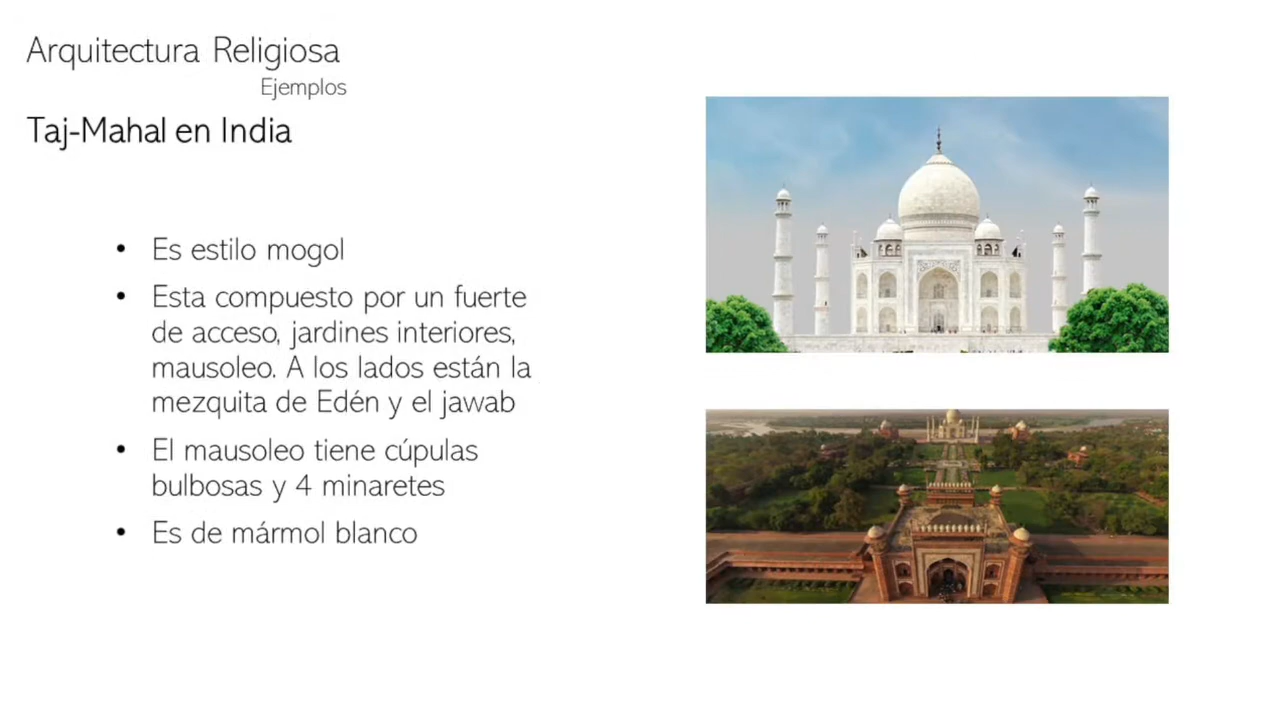 Arquitectura Religiosa
Ejemplos
Taj-Mahal en India
• Es estilo mogol
• Esta compuesto por un fuerte
de acceso, jardines interiores,
mausoleo. A los lados están la
mezquita de Edén y el jawab
• El mausoleo tiene cúpulas
bulbosas y 4 minaretes
• Es de mármol blanco